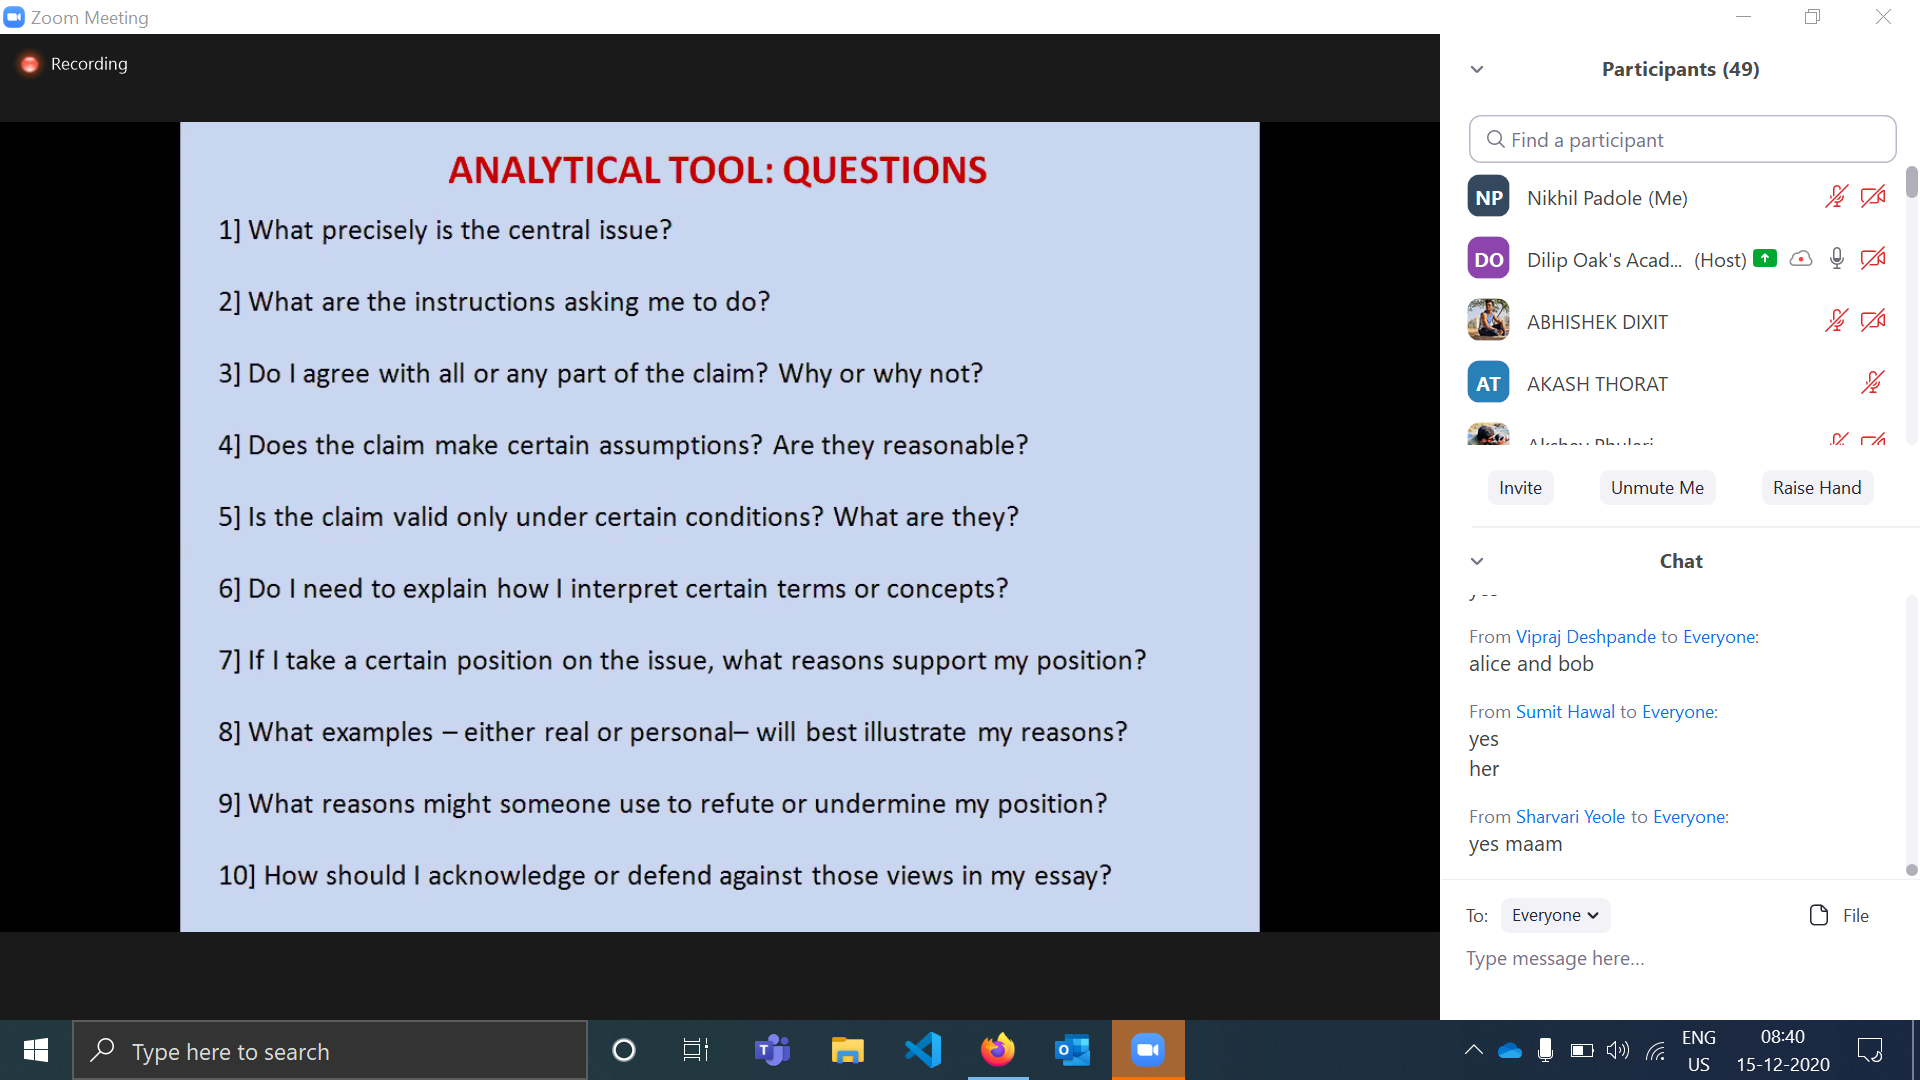 Zoom Meeting
Recording
ANALYTICAL TOOL: QUESTIONS
1] What precisely is the central issue?
2] What are the instructions asking me to do?
3] Do I agree with all or any part of the claim? Why or why not?
4] Does the claim make certain assumptions? Are they reasonable?
5] Is the claim valid only under certain conditions? What are they?
6] Do I need to explain how I interpret certain terms or concepts?
7] If I take a certain position on the issue, what reasons support my position?
8] What examples – either real or personal– will best illustrate my reasons?
9] What reasons might someone use to refute or undermine my position?
10] How should I acknowledge or defend against those views in my essay?
Participants (49)
Find a participant
NP Nikhil Padole (Me)
DO Dilip Oak's Acad... (Host)
ABHISHEK DIXIT
AT AKASH THORAT
Invite Unmute Me Raise Hand
Chat
From Vipraj Deshpande to Everyone:
alice and bob
From Sumit Hawal to Everyone:
yes
her
From Sharvari Yeole to Everyone:
yes maam
To: Everyone File
Type message here...
Type here to search
ENG
US
08:40
15-12-2020